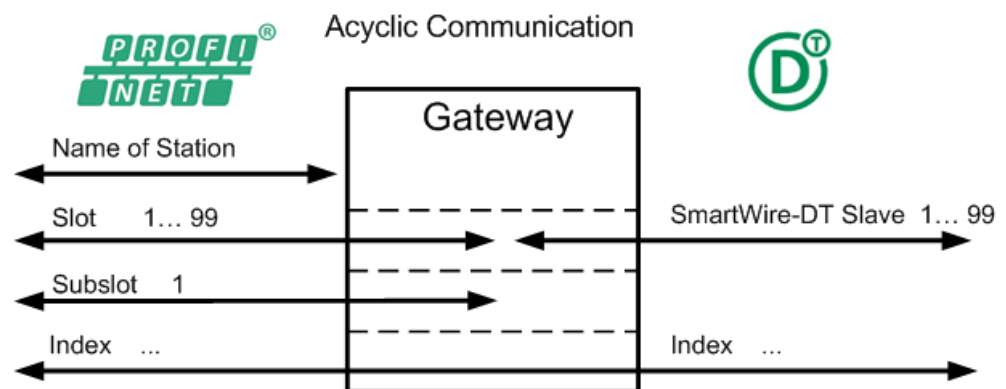 Acyclic Communication
PROFI®
NET
D T
Gateway
Name of Station
Slot 1... 99
SmartWire-DT Slave 1... 99
Subslot 1
Index ...
Index ...